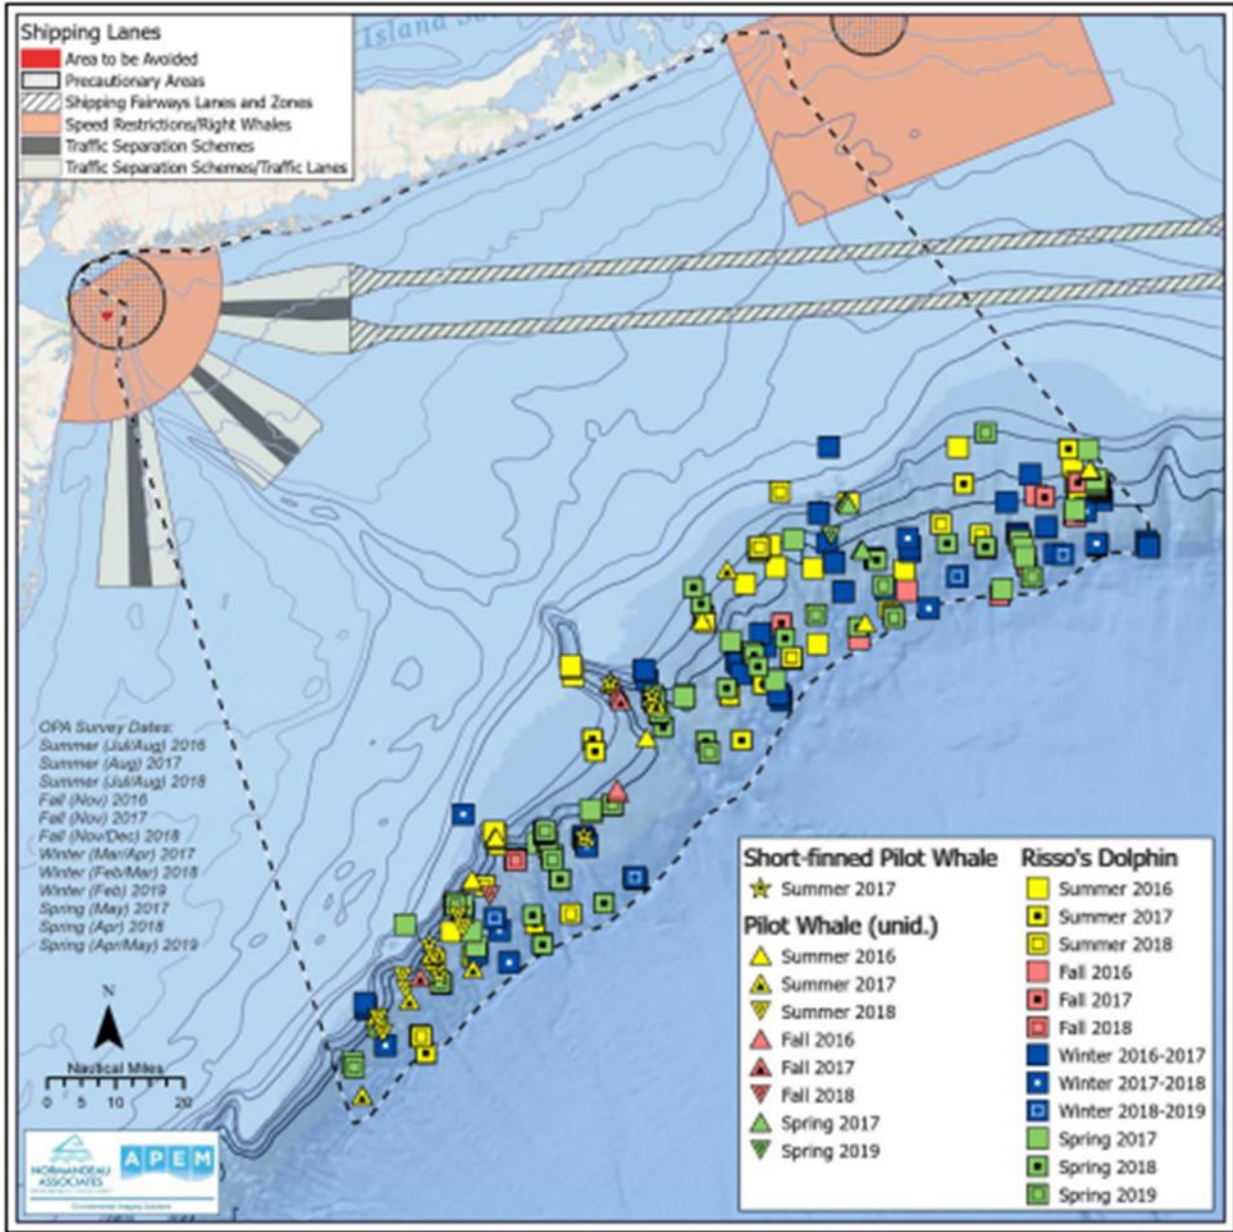 Shipping Lanes
Area to be Avoided
Precautionary Areas
Shipping Fairways Lanes and Zones
Speed Restrictions/Right Whales
Traffic Separation Schemes
Traffic Separation Schemes/Traffic Lanes
Island
OPA Survey Dates:
Summer (Jul/Aug) 2016
Summer (Aug) 2017
Summer (Jul/Aug) 2018
Fall (Nov) 2016
Fall (Nov) 2017
Fall (Nov/Dec) 2018
Winter (Mar/Apr) 2017
Winter (Feb/Mar) 2018
Winter (Feb) 2019
Spring (May) 2017
Spring (Apr) 2018
Spring (Apr/May) 2019
N
Nautical Miles
0 5 10 20
NORMANDEAU
ASSOCIATES
APEM
Short-finned Pilot Whale
Summer 2017
Pilot Whale (unid.)
Summer 2016
Summer 2017
Summer 2018
Fall 2016
Fall 2017
Fall 2018
Spring 2017
Spring 2019
Risso's Dolphin
Summer 2016
Summer 2017
Summer 2018
Fall 2016
Fall 2017
Fall 2018
Winter 2016-2017
Winter 2017-2018
Winter 2018-2019
Spring 2017
Spring 2018
Spring 2019